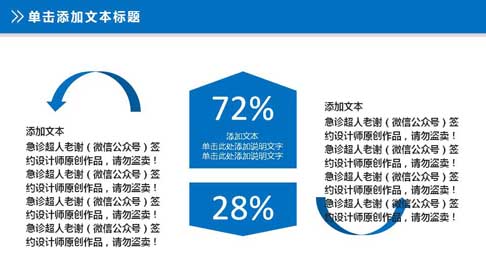 单击添加文本标题
添加文本
急诊超人老谢（微信公众号）签
约设计师原创作品，请勿盗卖！
急诊超人老谢（微信公众号）签
约设计师原创作品，请勿盗卖！
急诊超人老谢（微信公众号）签
约设计师原创作品，请勿盗卖！
急诊超人老谢（微信公众号）签
约设计师原创作品，请勿盗卖！
72%
添加文本
单击此处添加说明文字
单击此处添加说明文字
28%
添加文本
急诊超人老谢（微信公众号）签
约设计师原创作品，请勿盗卖！
急诊超人老谢（微信公众号）签
约设计师原创作品，请勿盗卖！
急诊超人老谢（微信公众号）签
约设计师原创作品，请勿盗卖！
急诊超人老谢（微信公众号）签
约设计师原创作品，请勿盗卖！